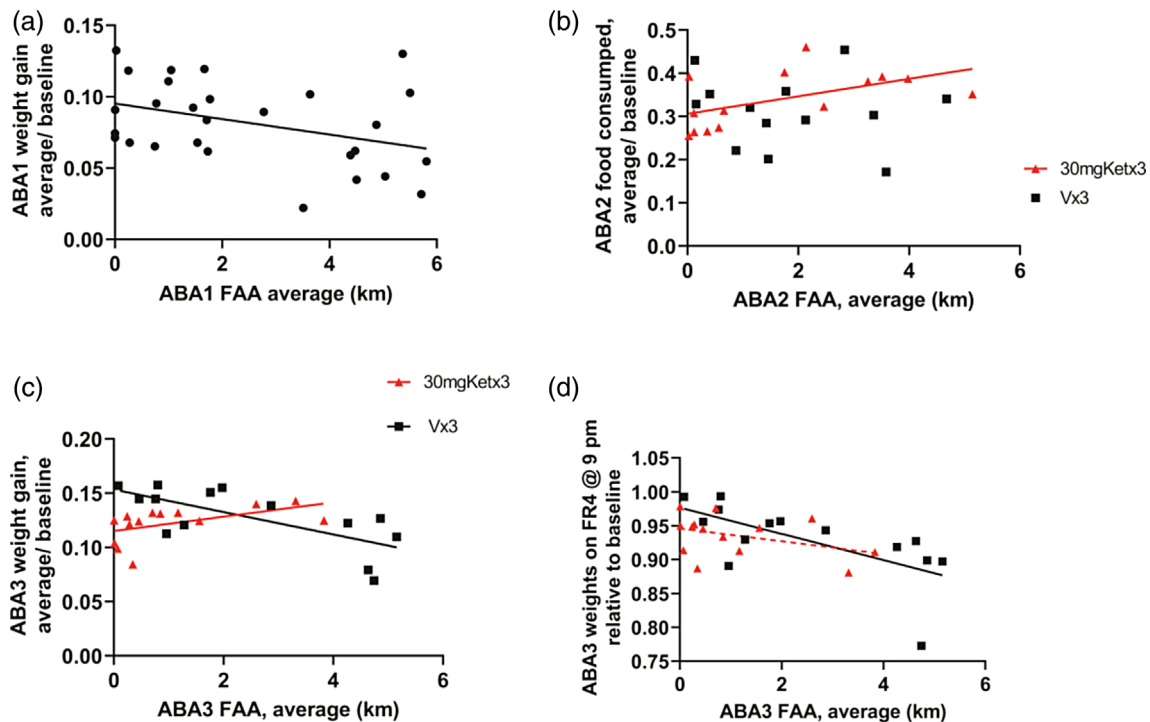 (a)
ABA1 weight gain
average/ baseline
0.15
0.10
0.05
0.00
0 2 4 6
ABA1 FAA average (km)
(b)
ABA2 food consumped,
average/ baseline
0.5
0.4
0.3
0.2
0.1
0.0
0 2 4 6
ABA2 FAA, average (km)
30mgKetx3
Vx3
(c)
30mgKetx3
Vx3
ABA3 weight gain,
average/ baseline
0.20
0.15
0.10
0.05
0.00
0 2 4 6
ABA3 FAA, average (km)
(d)
ABA3 weights on FR4 @ 9 pm
relative to baseline
1.05
1.00
0.95
0.90
0.85
0.80
0.75
0 2 4 6
ABA3 FAA, average (km)